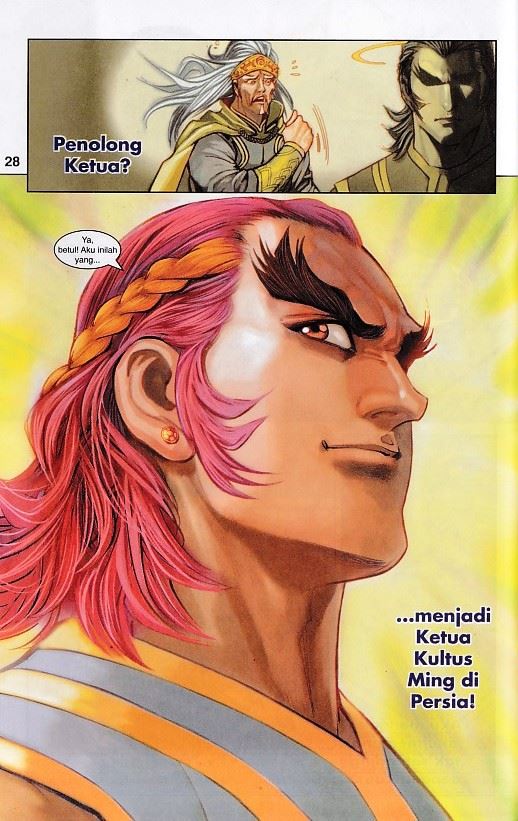 Penolong
Ketua?
28
Ya,
betul! Aku inilah
yang...
...menjadi
Ketua
Kultus
Ming di
Persia!